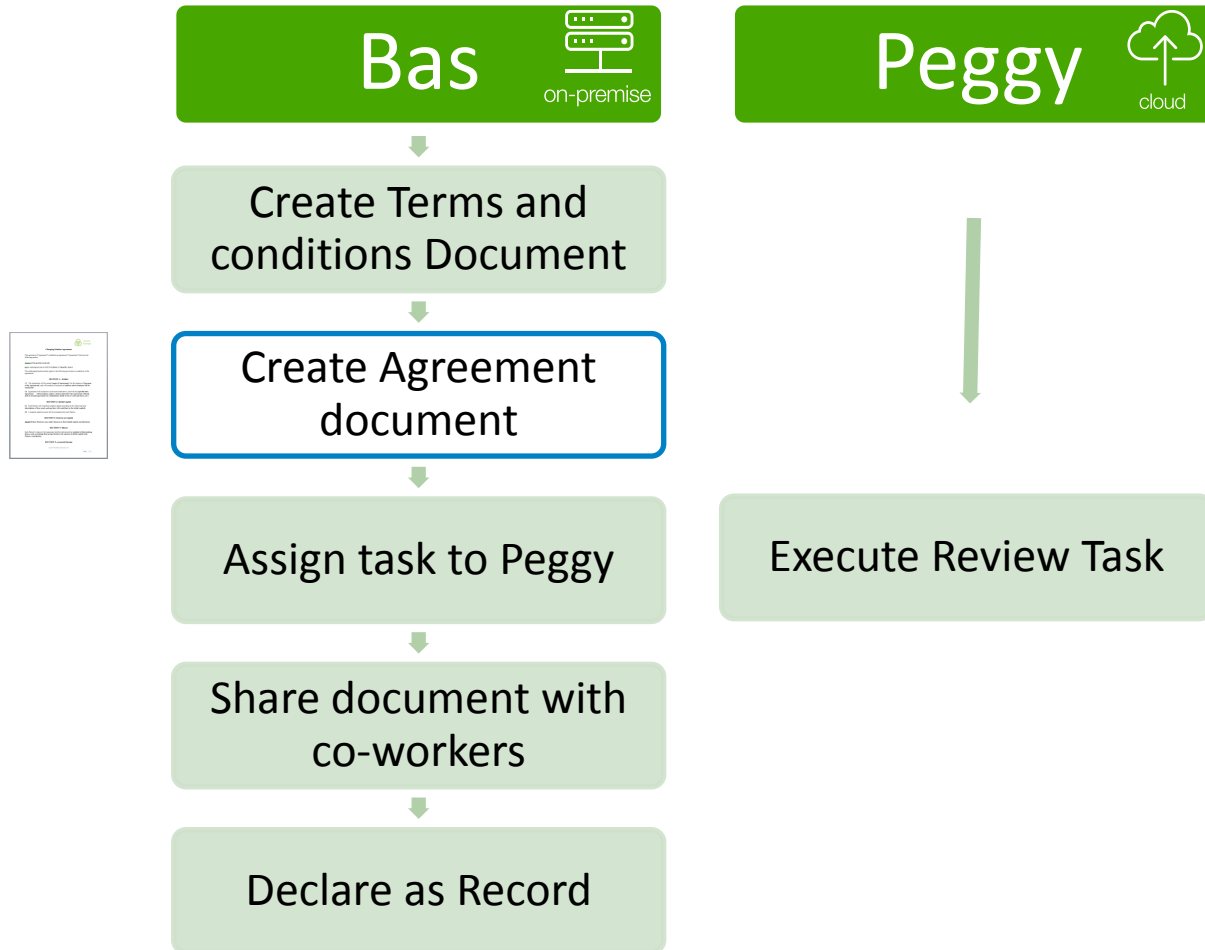 Bas
on-premise
Peggy
cloud
Create Terms and
conditions Document
Create Agreement
document
Assign task to Peggy
Execute Review Task
Share document with
co-workers
Declare as Record